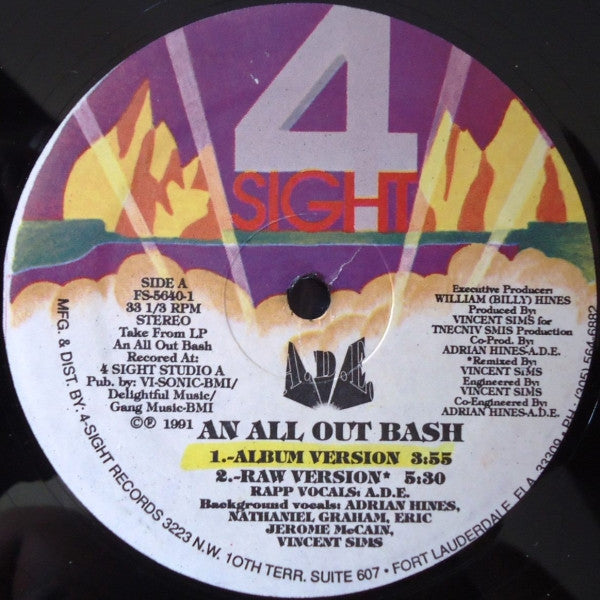 4
SIGHT
SIDE A
FS-5640-1
33 1/3 RPM
STEREO
Take From LP
An All Out Bash
Recored At:
4 SIGHT STUDIO A
Pub. by: VI-SONIC-BMI/
Delightful Music/
Gang Music-BMI
©℗ 1991
Executive Producer:
WILLIAM (BILLY) HINES
Produced By:
VINCENT SIMS for
TNECNIV SMIS Production
Co-Prod. By:
ADRIAN HINES-A.D.E.
*Remixed By:
VINCENT SIMS
Engineered By:
VINCENT SIMS
Co-Engineered By:
ADRIAN HINES-A.D.E.
A.D.E.
AN ALL OUT BASH
1.-ALBUM VERSION 3:55
2.-RAW VERSION* 5:30
RAPP VOCALS: A.D.E.
Background vocals: ADRIAN HINES,
NATHANIEL GRAHAM, ERIC
JEROME McCAIN,
VINCENT SIMS
MFG. & DIST. BY: 4-SIGHT RECORDS 3223 N.W. 10TH TERR. SUITE 607 • FORT LAUDERDALE, FLA. 33309 • PH. (305) 564-6862